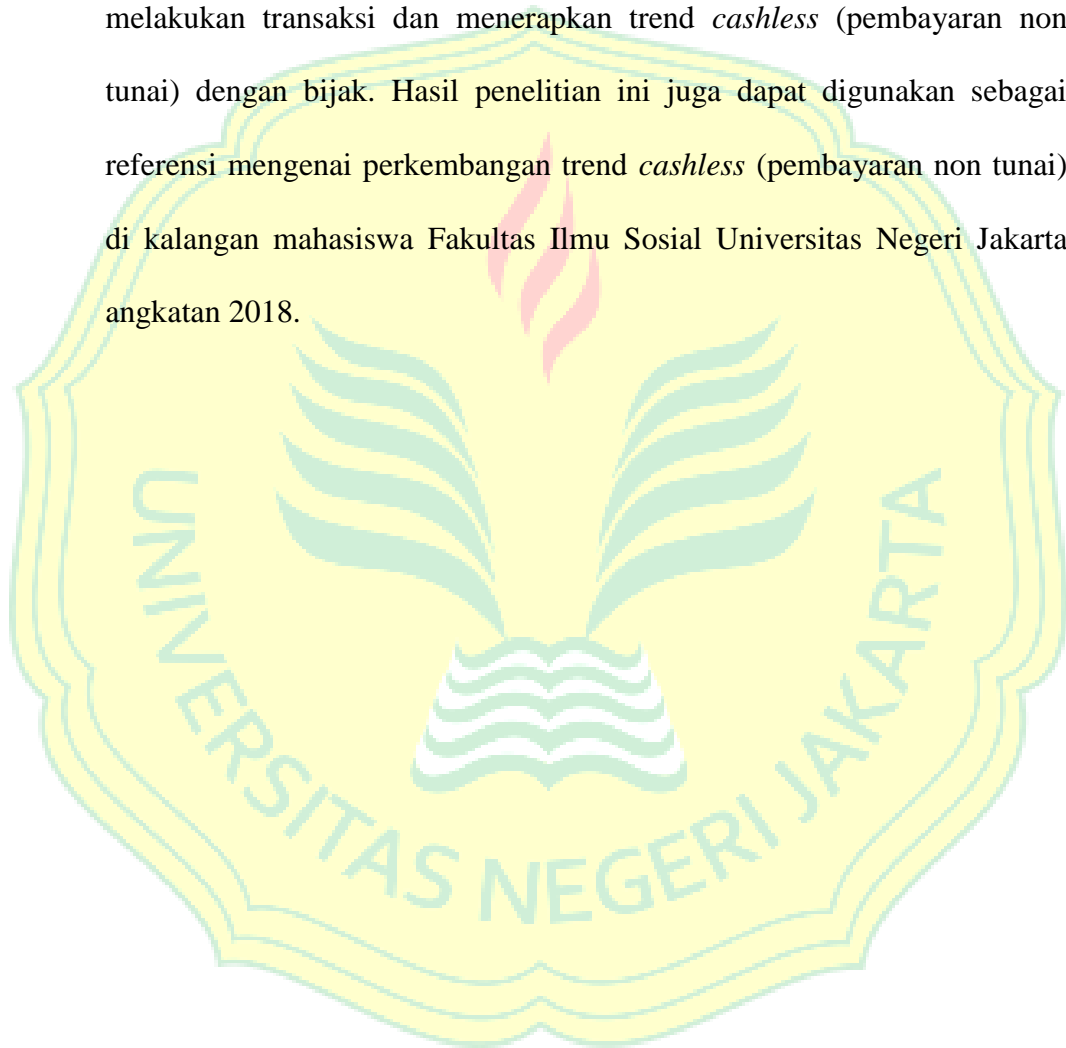 melakukan transaksi dan menerapkan trend cashless (pembayaran non
tunai) dengan bijak. Hasil penelitian ini juga dapat digunakan sebagai
referensi mengenai perkembangan trend cashless (pembayaran non tunai)
di kalangan mahasiswa Fakultas Ilmu Sosial Universitas Negeri Jakarta
angkatan 2018.
UNIVERSITAS NEGERI JAKARTA